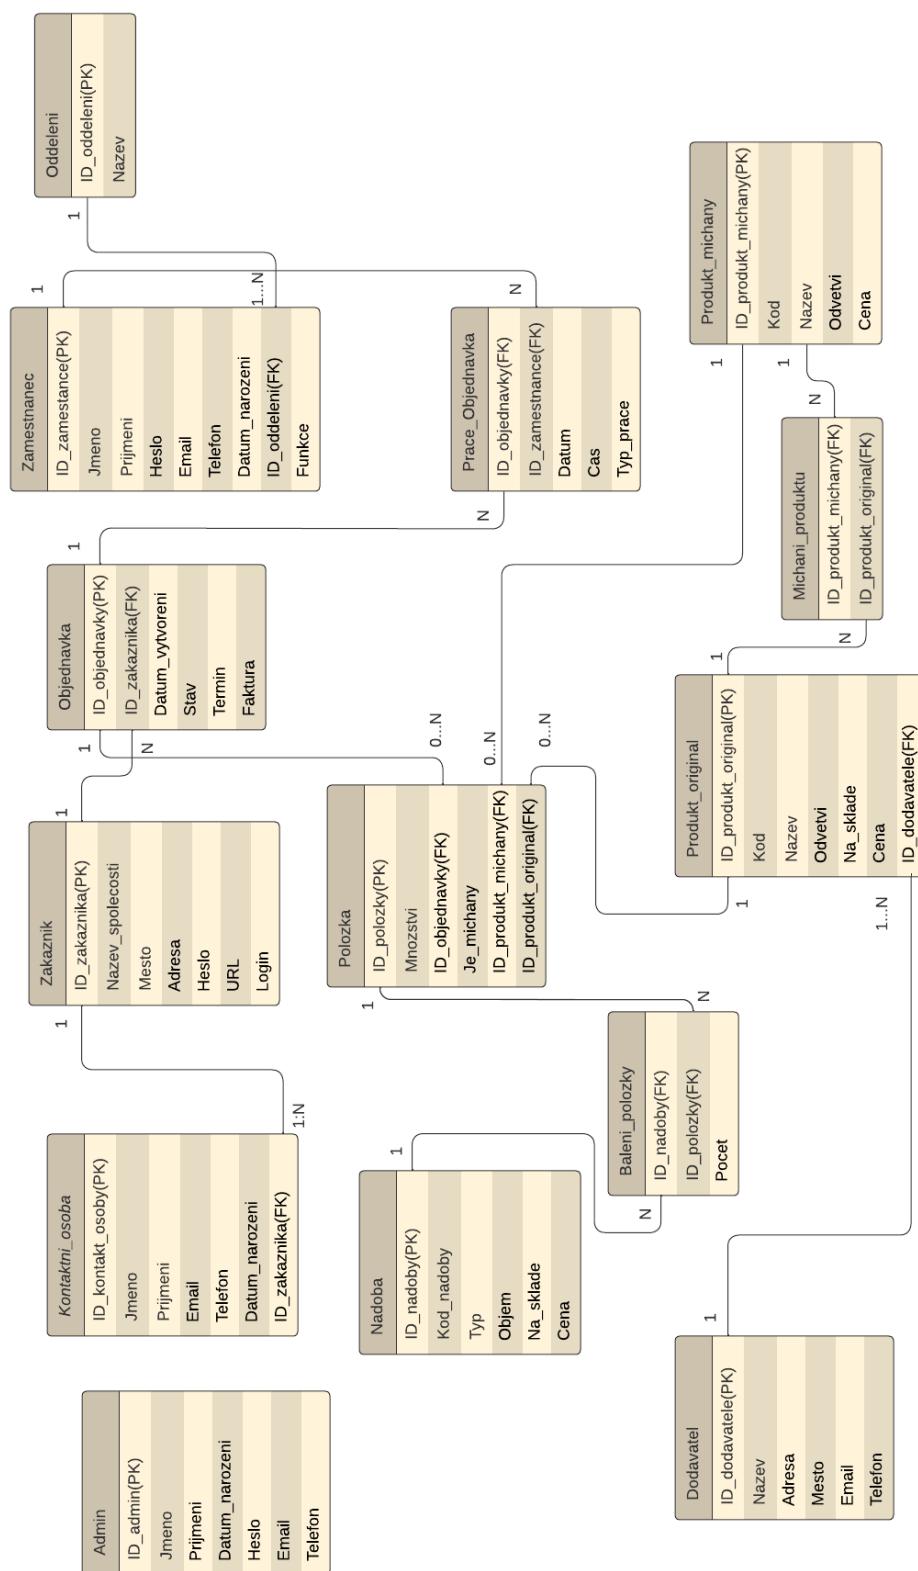 Admin
ID_admin(PK)
Jmeno
Prijmeni
Datum_narozeni
Heslo
Email
Telefon
Kontaktni_osoba
ID_kontakt_osoby(PK)
Jmeno
Prijmeni
Email
Telefon
Datum_narozeni
ID_zakaznika(FK)
1:N
1
Zakaznik
ID_zakaznika(PK)
Nazev_spolecosti
Mesto
Adresa
Heslo
URL
Login
1
N
1
Objednavka
ID_objednavky(PK)
ID_zakaznika(FK)
Datum_vytvoreni
Stav
Termin
Faktura
1
N
Zamestnanec
ID_zamestance(PK)
Jmeno
Prijmeni
Heslo
Email
Telefon
Datum_narozeni
ID_oddeleni(FK)
Funkce
1
1...N
1
Oddeleni
ID_oddeleni(PK)
Nazev
Nadoba
ID_nadoby(PK)
Kod_nadoby
Typ
Objem
Na_sklade
Cena
1
N
Baleni_polozky
ID_nadoby(FK)
ID_polozky(FK)
Pocet
N
1
Polozka
ID_polozky(PK)
Mnozstvi
ID_objednavky(FK)
Je_michany
ID_produkt_michany(FK)
ID_produkt_original(FK)
0...N
0...N
0...N
Prace_Objednavka
ID_objednavky(FK)
ID_zamestnance(FK)
Datum
Cas
Typ_prace
N
Dodavatel
ID_dodavatele(PK)
Nazev
Adresa
Mesto
Email
Telefon
1
1...N
1
Produkt_original
ID_produkt_original(PK)
Kod
Nazev
Odvetvi
Na_sklade
Cena
ID_dodavatele(FK)
1
N
Michani_produktu
ID_produkt_michany(FK)
ID_produkt_original(FK)
N
1
1
Produkt_michany
ID_produkt_michany(PK)
Kod
Nazev
Odvetvi
Cena